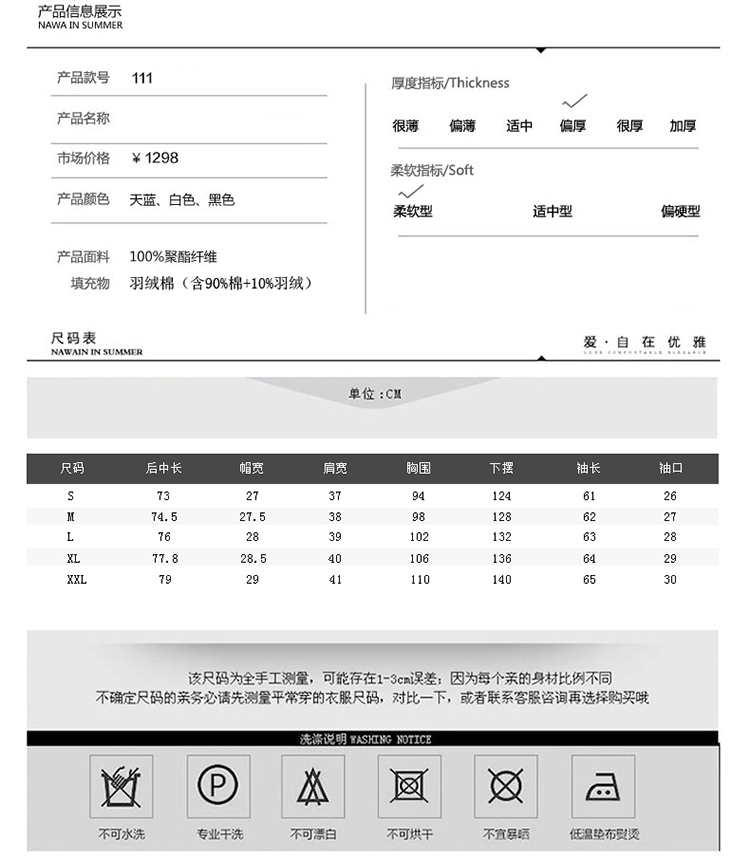 产品信息展示
NAWA IN SUMMER
产品款号 111
产品名称
市场价格 ¥ 1298
产品颜色 天蓝、白色、黑色
产品面料 100%聚酯纤维
填充物 羽绒棉（含90%棉+10%羽绒）
厚度指标/Thickness
很薄 偏薄 适中 偏厚 很厚 加厚
柔软指标/Soft
柔软型 适中型 偏硬型
尺码表
NAWAIN IN SUMMER
爱·自在优雅
LOVE COMFORTABLE ELEGANCE
单位:CM
尺码 后中长 帽宽 肩宽 胸围 下摆 袖长 袖口
S 73 27 37 94 124 61 26
M 74.5 27.5 38 98 128 62 27
L 76 28 39 102 132 63 28
XL 77.8 28.5 40 106 136 64 29
XXL 79 29 41 110 140 65 30
该尺码为全手工测量，可能存在1-3cm误差；因为每个亲的身材比例不同
不确定尺码的亲务必请先测量平常穿的衣服尺码，对比一下，或者联系客服咨询再选择购买哦
洗涤说明 WASHING NOTICE
P
不可水洗 专业干洗 不可漂白 不可烘干 不宜暴晒 低温垫布熨烫